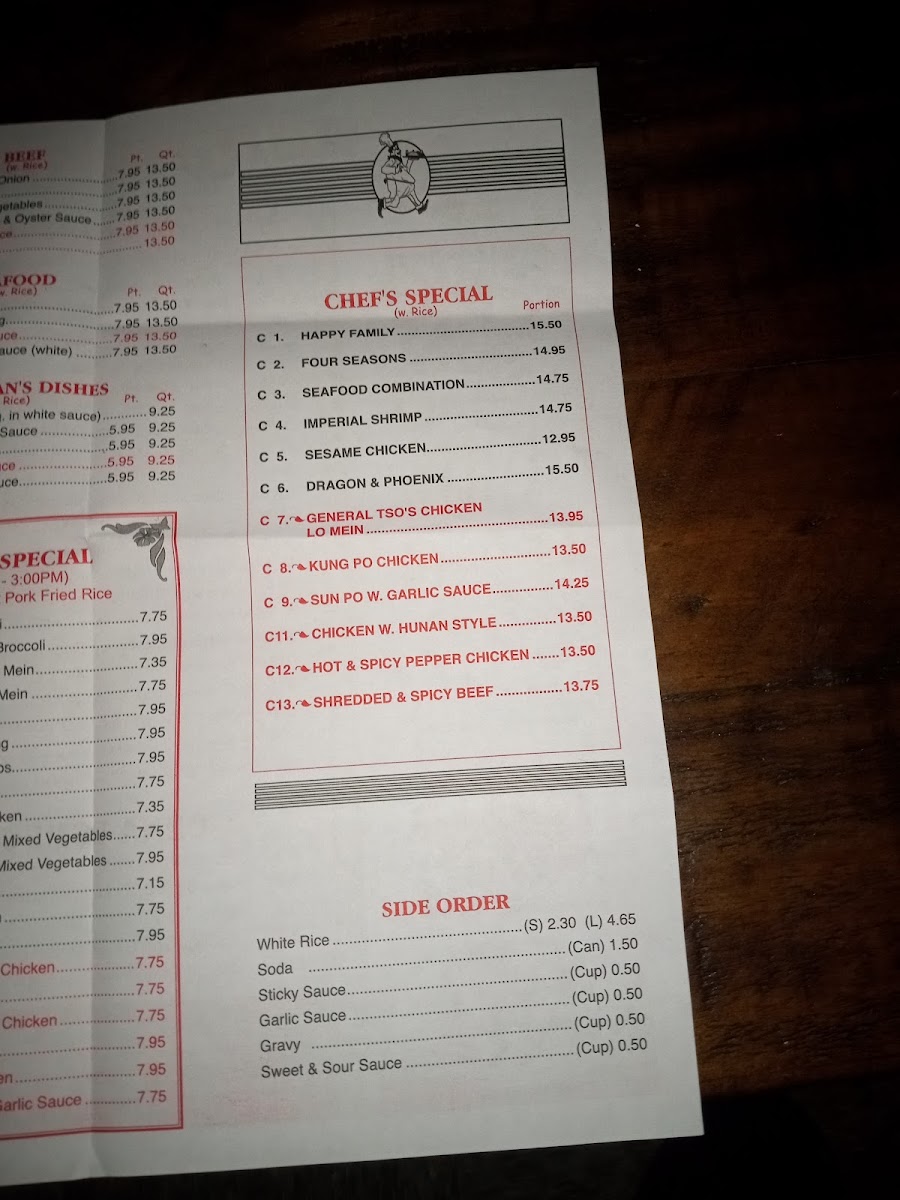 BEEF
(w. Rice)
Pt. Qt.
Onion 7.95 13.50
7.95 13.50
getables 7.95 13.50
& Oyster Sauce 7.95 13.50
ce 7.95 13.50
13.50
AFOOD
w. Rice)
Pt. Qt.
7.95 13.50
g 7.95 13.50
uce 7.95 13.50
auce (white) 7.95 13.50
AN'S DISHES
Rice)
Pt. Qt.
. in white sauce) 9.25
Sauce 5.95 9.25
5.95 9.25
ce 5.95 9.25
uce 5.95 9.25
SPECIAL
- 3:00PM)
Pork Fried Rice
7.75
Broccoli 7.95
Mein 7.35
Mein 7.75
7.95
g 7.95
os 7.95
7.75
ken 7.35
Mixed Vegetables 7.75
Mixed Vegetables 7.95
7.15
7.75
7.95
Chicken 7.75
7.75
Chicken 7.75
7.95
en 7.95
Garlic Sauce 7.75
CHEF'S SPECIAL
(w. Rice)
Portion
C 1. HAPPY FAMILY 15.50
C 2. FOUR SEASONS 14.95
C 3. SEAFOOD COMBINATION 14.75
C 4. IMPERIAL SHRIMP 14.75
C 5. SESAME CHICKEN 12.95
C 6. DRAGON & PHOENIX 15.50
C 7. GENERAL TSO'S CHICKEN
LO MEIN 13.95
C 8. KUNG PO CHICKEN 13.50
C 9. SUN PO W. GARLIC SAUCE 14.25
C11. CHICKEN W. HUNAN STYLE 13.50
C12. HOT & SPICY PEPPER CHICKEN 13.50
C13. SHREDDED & SPICY BEEF 13.75
SIDE ORDER
White Rice (S) 2.30 (L) 4.65
Soda (Can) 1.50
Sticky Sauce (Cup) 0.50
Garlic Sauce (Cup) 0.50
Gravy (Cup) 0.50
Sweet & Sour Sauce (Cup) 0.50